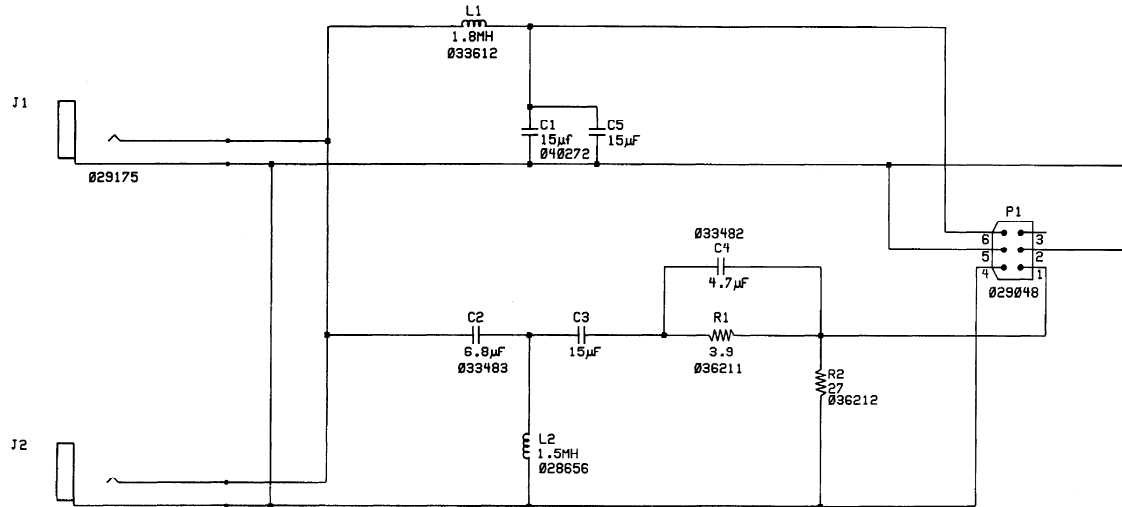 L1
1.8MH
Ø33612
J1
C1
15µf
Ø4Ø272
C5
15µF
Ø29175
P1
6
3
5
2
4
1
Ø29Ø48
Ø33482
C4
4.7µF
C2
6.8µF
Ø33483
C3
15µF
R1
3.9
Ø36211
R2
27
Ø36212
J2
L2
1.5MH
Ø28656